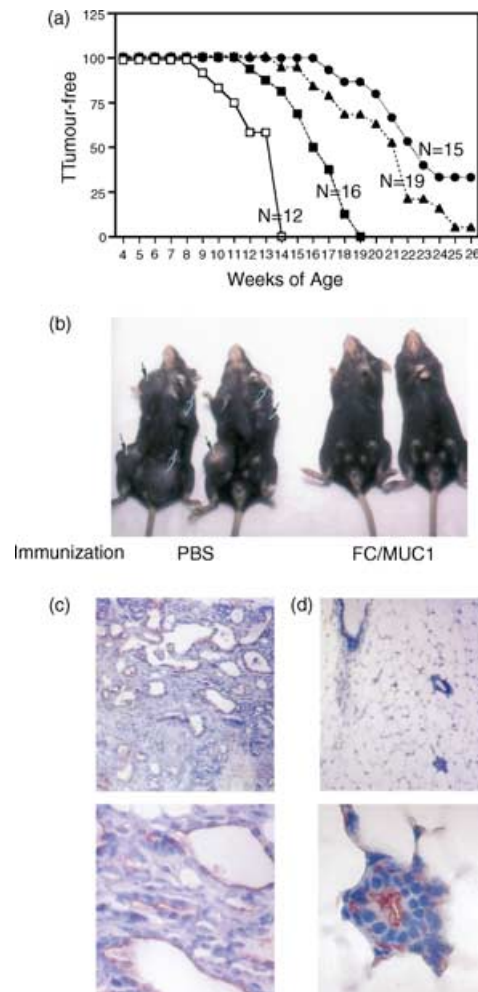 (a)
125
100
75
50
25
0
TTumour-free
N=15
N=19
N=16
N=12
4 5 6 7 8 9 10 11 12 13 14 15 16 17 18 19 20 21 22 23 24 25 26
Weeks of Age
(b)
Immunization PBS FC/MUC1
(c) (d)